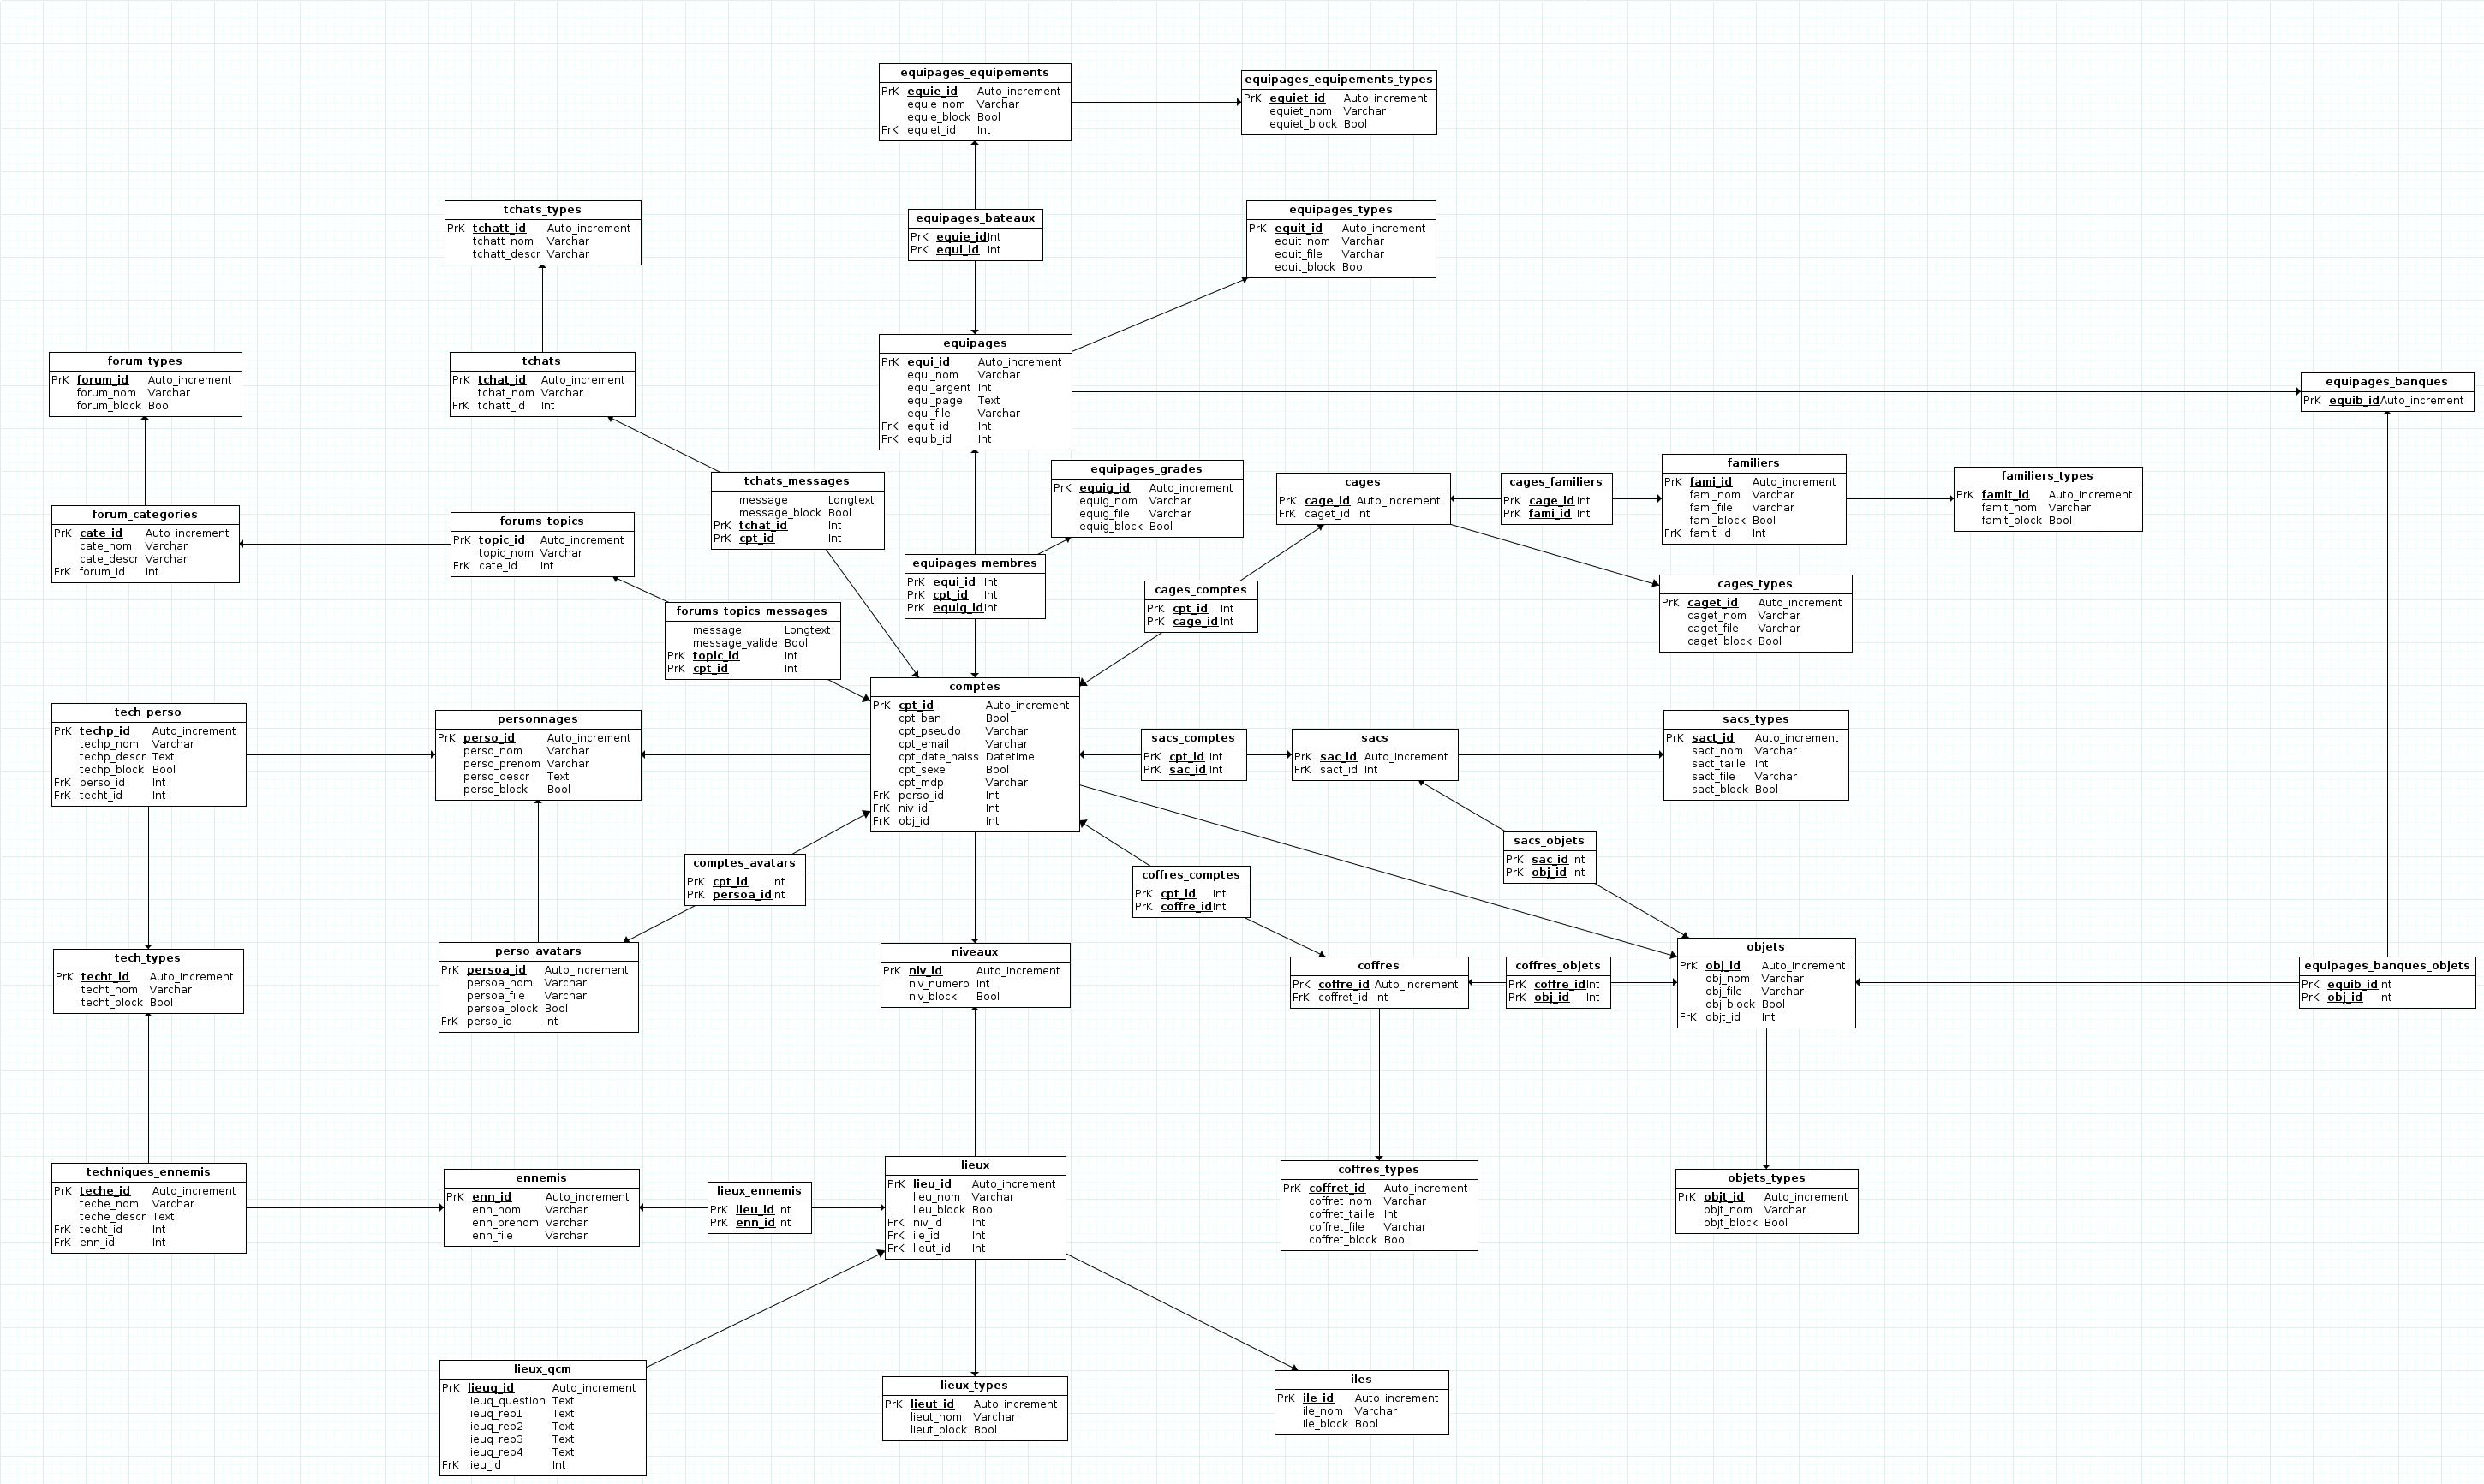 equipages_equipements
PrK equie_id Auto_increment
equie_nom Varchar
equie_block Bool
FrK equiet_id Int
equipages_equipements_types
PrK equiet_id Auto_increment
equiet_nom Varchar
equiet_block Bool
tchats_types
PrK tchatt_id Auto_increment
tchatt_nom Varchar
tchatt_descr Varchar
equipages_bateaux
PrK equie_id Int
PrK equi_id Int
equipages_types
PrK equit_id Auto_increment
equit_nom Varchar
equit_file Varchar
equit_block Bool
forum_types
PrK forum_id Auto_increment
forum_nom Varchar
forum_block Bool
tchats
PrK tchat_id Auto_increment
tchat_nom Varchar
FrK tchatt_id Int
equipages
PrK equi_id Auto_increment
equi_nom Varchar
equi_argent Int
equi_page Text
equi_file Varchar
FrK equit_id Int
FrK equib_id Int
equipages_banques
PrK equib_id Auto_increment
tchats_messages
message Longtext
message_block Bool
PrK tchat_id Int
PrK cpt_id Int
equipages_grades
PrK equig_id Auto_increment
equig_nom Varchar
equig_file Varchar
equig_block Bool
cages
PrK cage_id Auto_increment
FrK caget_id Int
cages_familiers
PrK cage_id Int
PrK fami_id Int
familiers
PrK fami_id Auto_increment
fami_nom Varchar
fami_file Varchar
fami_block Bool
FrK famit_id Int
familiers_types
PrK famit_id Auto_increment
famit_nom Varchar
famit_block Bool
forum_categories
PrK cate_id Auto_increment
cate_nom Varchar
cate_descr Varchar
FrK forum_id Int
forums_topics
PrK topic_id Auto_increment
topic_nom Varchar
FrK cate_id Int
equipages_membres
PrK equi_id Int
PrK cpt_id Int
PrK equig_id Int
cages_comptes
PrK cpt_id Int
PrK cage_id Int
cages_types
PrK caget_id Auto_increment
caget_nom Varchar
caget_file Varchar
caget_block Bool
forums_topics_messages
message Longtext
message_valide Bool
PrK topic_id Int
PrK cpt_id Int
tech_perso
PrK techp_id Auto_increment
techp_nom Varchar
techp_descr Text
techp_block Bool
FrK perso_id Int
FrK techt_id Int
personnages
PrK perso_id Auto_increment
perso_nom Varchar
perso_prenom Varchar
perso_descr Text
perso_block Bool
comptes
PrK cpt_id Auto_increment
cpt_ban Bool
cpt_pseudo Varchar
cpt_email Varchar
cpt_date_naiss Datetime
cpt_sexe Bool
cpt_mdp Varchar
FrK perso_id Int
FrK niv_id Int
FrK obj_id Int
sacs_comptes
PrK cpt_id Int
PrK sac_id Int
sacs
PrK sac_id Auto_increment
FrK sact_id Int
sacs_types
PrK sact_id Auto_increment
sact_nom Varchar
sact_taille Int
sact_file Varchar
sact_block Bool
sacs_objets
PrK sac_id Int
PrK obj_id Int
comptes_avatars
PrK cpt_id Int
PrK persoa_id Int
coffres_comptes
PrK cpt_id Int
PrK coffre_id Int
tech_types
PrK techt_id Auto_increment
techt_nom Varchar
techt_block Bool
perso_avatars
PrK persoa_id Auto_increment
persoa_nom Varchar
persoa_file Varchar
persoa_block Bool
FrK perso_id Int
niveaux
PrK niv_id Auto_increment
niv_numero Int
niv_block Bool
coffres
PrK coffre_id Auto_increment
FrK coffret_id Int
coffres_objets
PrK coffre_id Int
PrK obj_id Int
objets
PrK obj_id Auto_increment
obj_nom Varchar
obj_file Varchar
obj_block Bool
FrK objt_id Int
equipages_banques_objets
PrK equib_id Int
PrK obj_id Int
techniques_ennemis
PrK teche_id Auto_increment
teche_nom Varchar
teche_descr Text
FrK techt_id Int
FrK enn_id Int
ennemis
PrK enn_id Auto_increment
enn_nom Varchar
enn_prenom Varchar
enn_file Varchar
lieux_ennemis
PrK lieu_id Int
PrK enn_id Int
lieux
PrK lieu_id Auto_increment
lieu_nom Varchar
lieu_block Bool
FrK niv_id Int
FrK ile_id Int
FrK lieut_id Int
coffres_types
PrK coffret_id Auto_increment
coffret_nom Varchar
coffret_taille Int
coffret_file Varchar
coffret_block Bool
objets_types
PrK objt_id Auto_increment
objt_nom Varchar
objt_block Bool
lieux_qcm
PrK lieuq_id Auto_increment
lieuq_question Text
lieuq_rep1 Text
lieuq_rep2 Text
lieuq_rep3 Text
lieuq_rep4 Text
FrK lieu_id Int
lieux_types
PrK lieut_id Auto_increment
lieut_nom Varchar
lieut_block Bool
iles
PrK ile_id Auto_increment
ile_nom Varchar
ile_block Bool